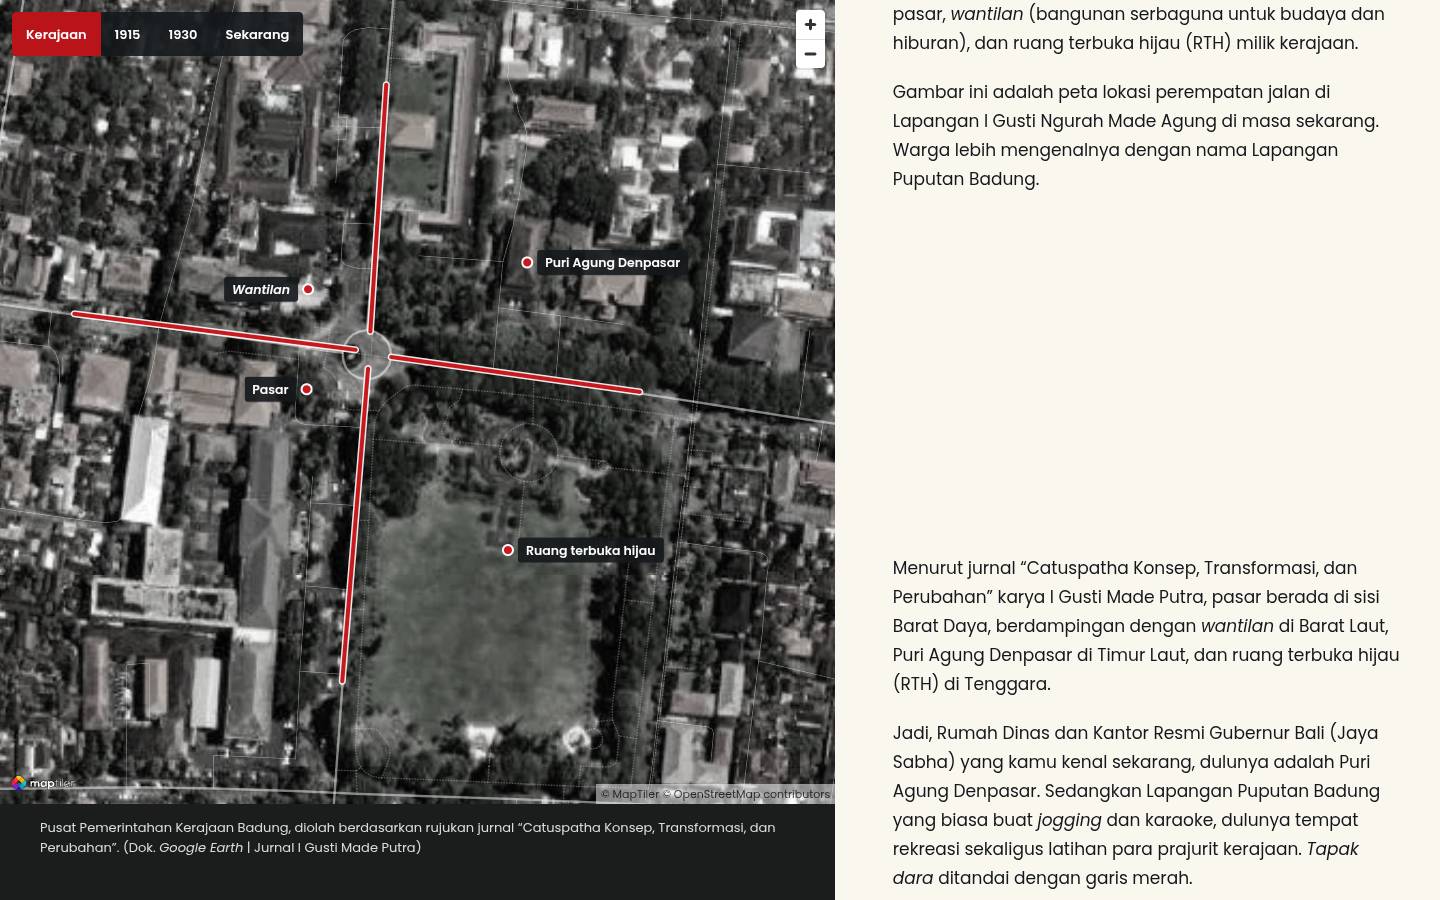 Kerajaan 1915 1930 Sekarang
+
−
Puri Agung Denpasar
Wantilan
Pasar
Ruang terbuka hijau
maptiler
© MapTiler © OpenStreetMap contributors
Pusat Pemerintahan Kerajaan Badung, diolah berdasarkan rujukan jurnal “Catuspatha Konsep, Transformasi, dan
Perubahan”. (Dok. Google Earth | Jurnal I Gusti Made Putra)
pasar, wantilan (bangunan serbaguna untuk budaya dan
hiburan), dan ruang terbuka hijau (RTH) milik kerajaan.
Gambar ini adalah peta lokasi perempatan jalan di
Lapangan I Gusti Ngurah Made Agung di masa sekarang.
Warga lebih mengenalnya dengan nama Lapangan
Puputan Badung.
Menurut jurnal “Catuspatha Konsep, Transformasi, dan
Perubahan” karya I Gusti Made Putra, pasar berada di sisi
Barat Daya, berdampingan dengan wantilan di Barat Laut,
Puri Agung Denpasar di Timur Laut, dan ruang terbuka hijau
(RTH) di Tenggara.
Jadi, Rumah Dinas dan Kantor Resmi Gubernur Bali (Jaya
Sabha) yang kamu kenal sekarang, dulunya adalah Puri
Agung Denpasar. Sedangkan Lapangan Puputan Badung
yang biasa buat jogging dan karaoke, dulunya tempat
rekreasi sekaligus latihan para prajurit kerajaan. Tapak
dara ditandai dengan garis merah.